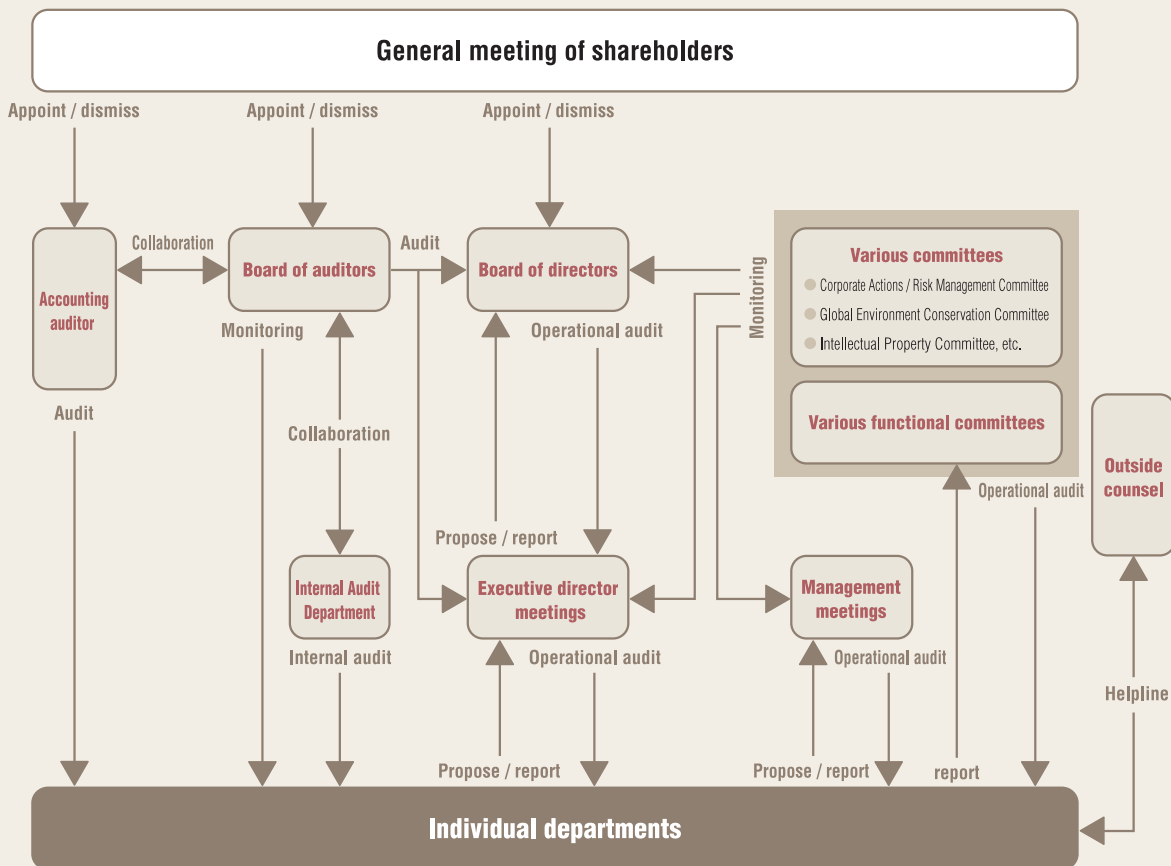 General meeting of shareholders
Appoint / dismiss
Appoint / dismiss
Appoint / dismiss
Collaboration
Audit
Monitoring
Accounting
auditor
Board of auditors
Board of directors
Various committees
Corporate Actions / Risk Management Committee
Global Environment Conservation Committee
Intellectual Property Committee, etc.
Monitoring
Operational audit
Audit
Collaboration
Various functional committees
Outside
counsel
Operational audit
Propose / report
Internal Audit
Department
Executive director
meetings
Management
meetings
Internal audit
Operational audit
Operational audit
Helpline
Propose / report
Propose / report
report
Individual departments